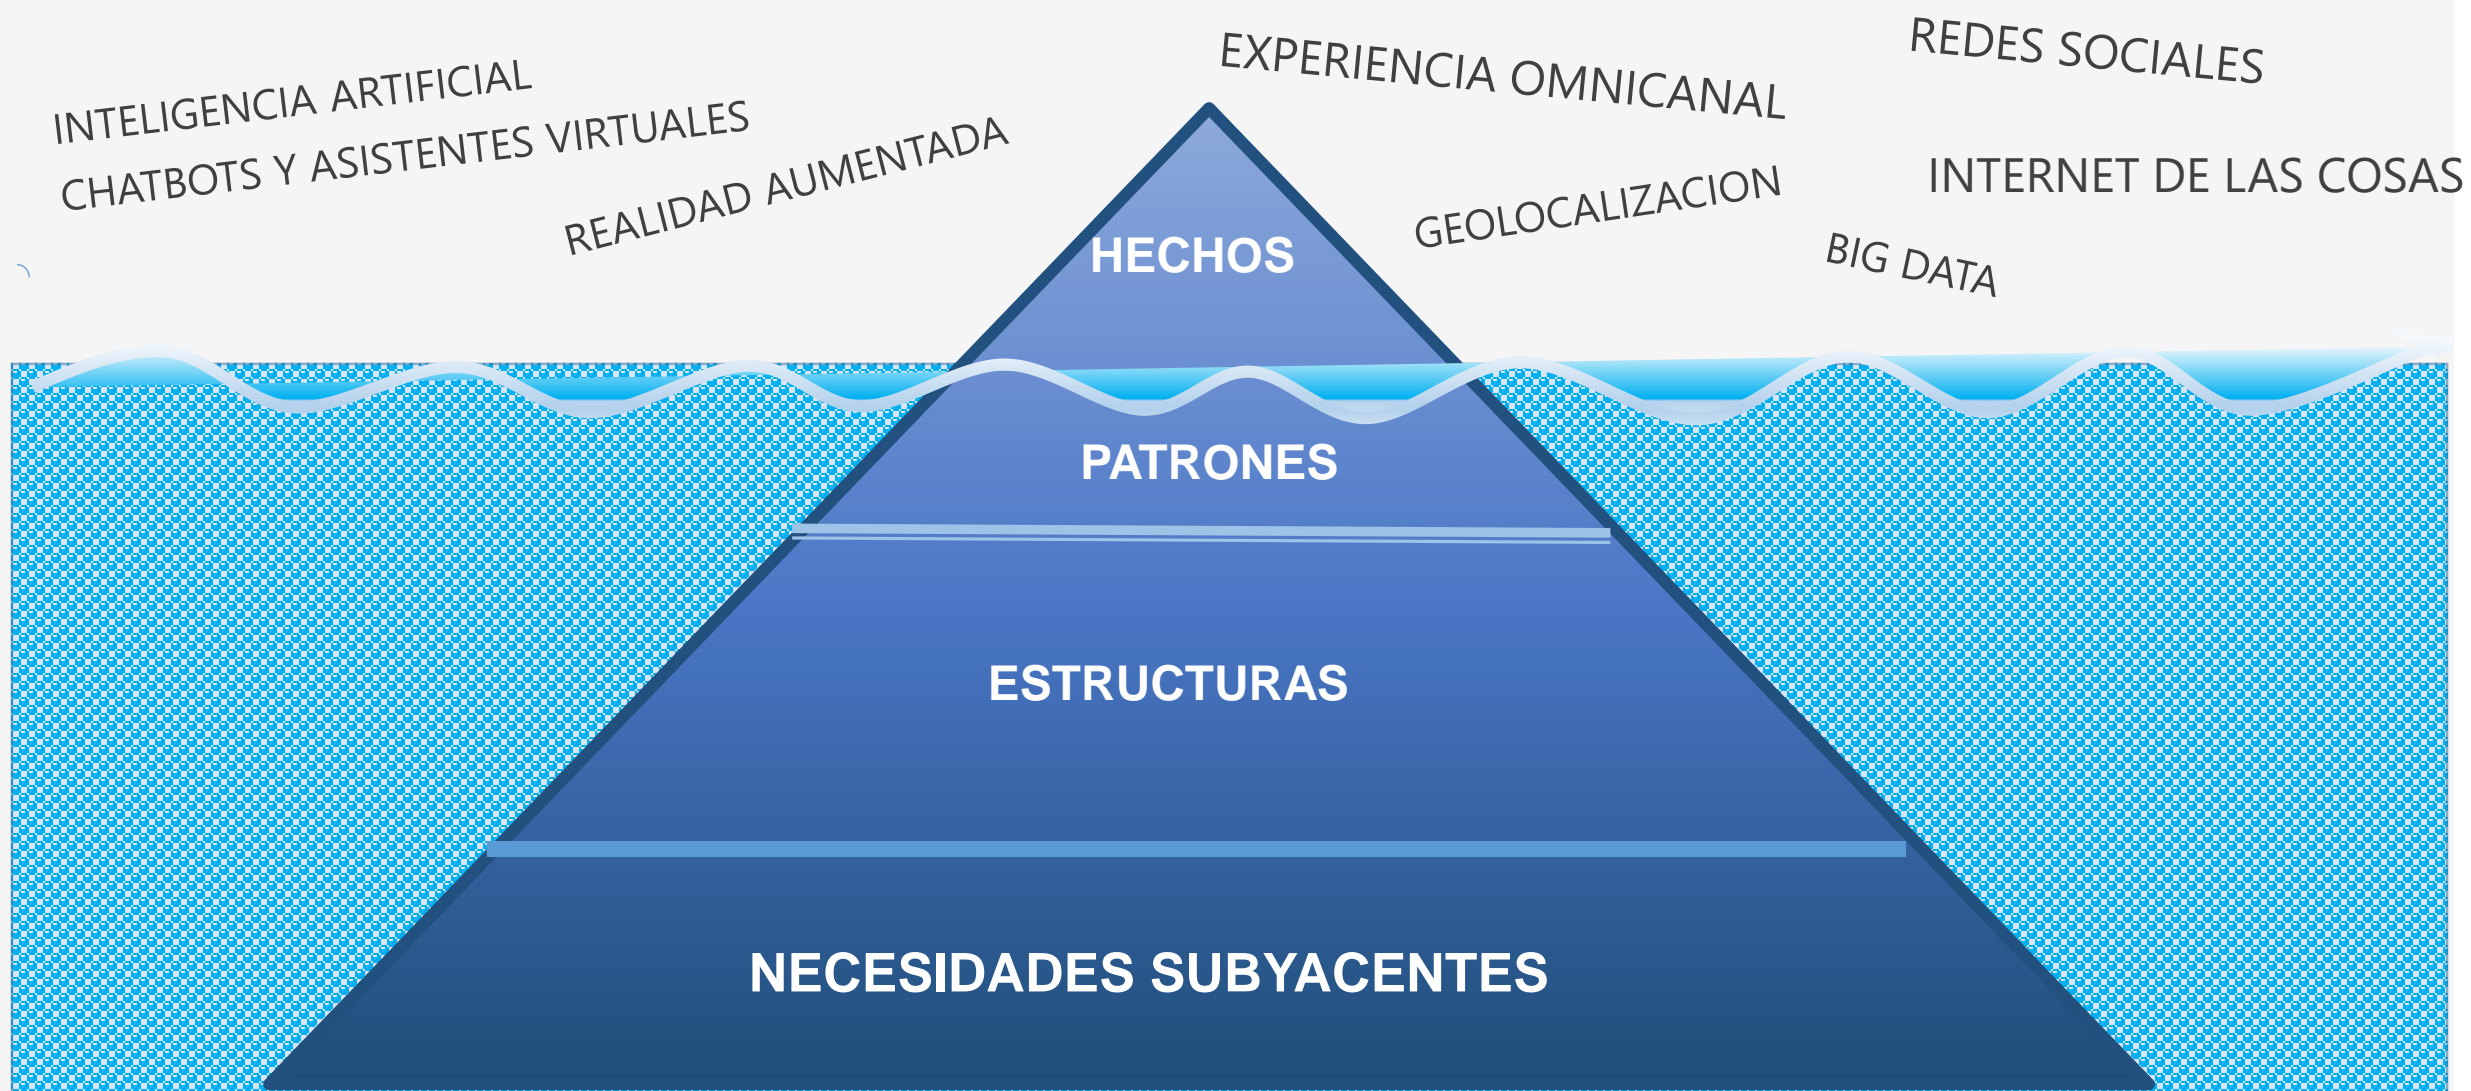 INTELIGENCIA ARTIFICIAL
CHATBOTS Y ASISTENTES VIRTUALES
REALIDAD AUMENTADA
EXPERIENCIA OMNICANAL
REDES SOCIALES
GEOLOCALIZACION
INTERNET DE LAS COSAS
BIG DATA
HECHOS
PATRONES
ESTRUCTURAS
NECESIDADES SUBYACENTES